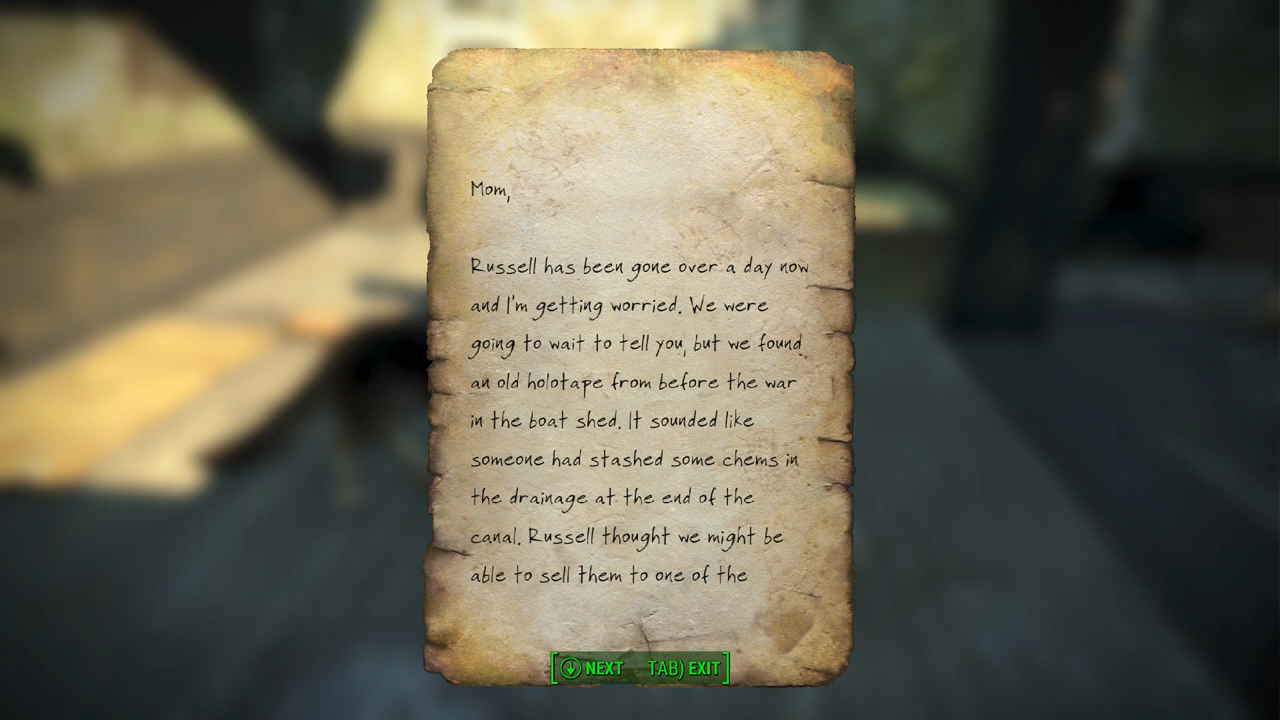 Mom,
Russell has been gone over a day now
and I'm getting worried. We were
going to wait to tell you, but we found
an old holotape from before the war
in the boat shed. It sounded like
someone had stashed some chems in
the drainage at the end of the
canal. Russell thought we might be
able to sell them to one of the
NEXT TAB) EXIT